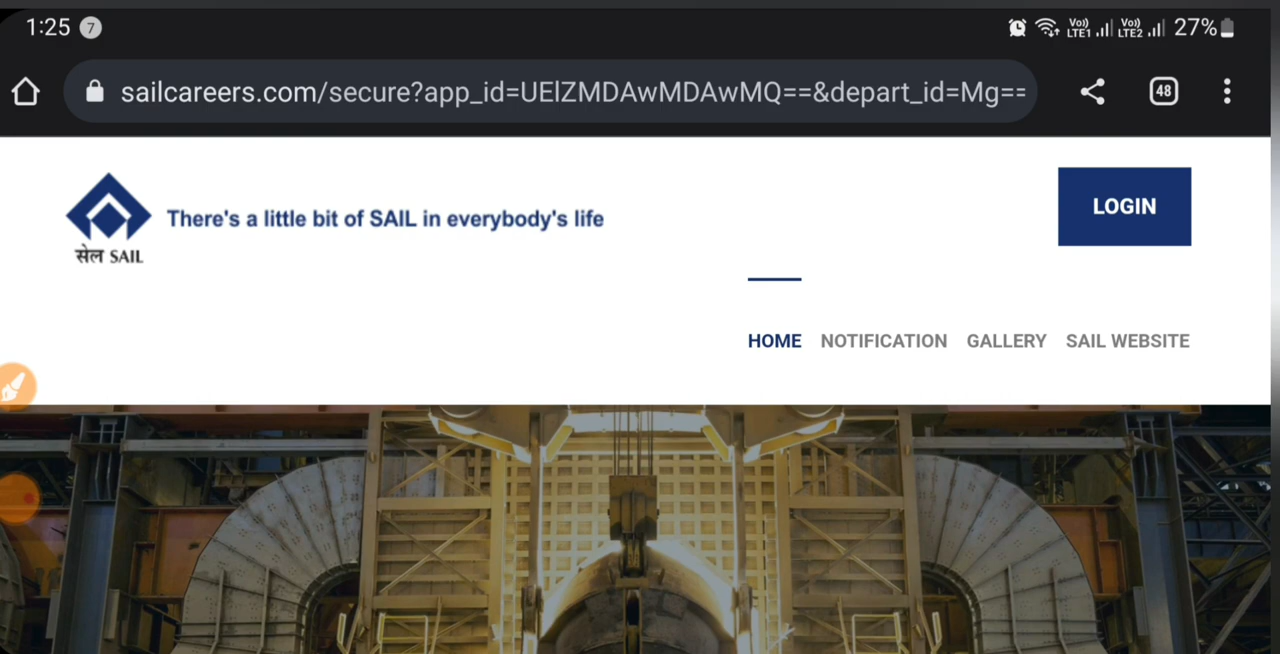 1:25 7 Vo)) LTE1 Vo)) LTE2 27%
sailcareers.com/secure?app_id=UElZMDAwMDAwMQ==&depart_id=Mg== 48
There's a little bit of SAIL in everybody's life
LOGIN
सेल SAIL
HOME NOTIFICATION GALLERY SAIL WEBSITE